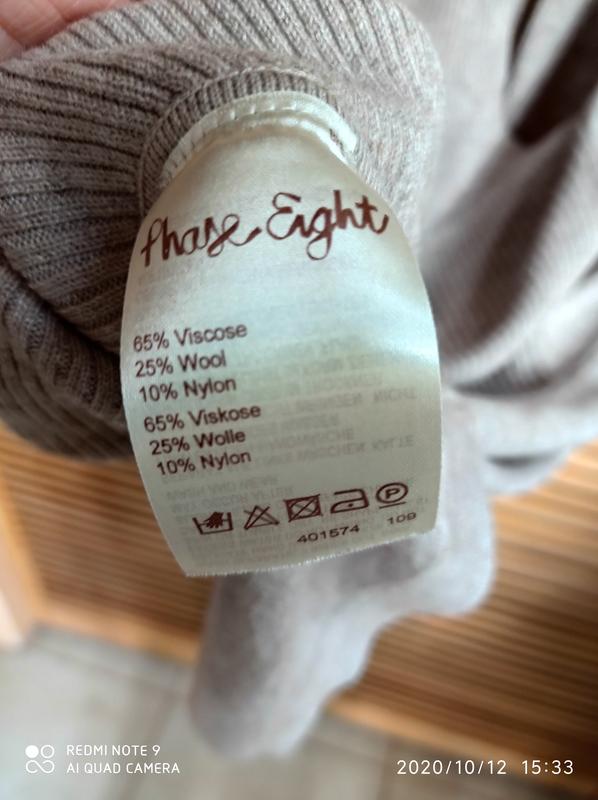 Phase Eight
65% Viscose
25% Wool
10% Nylon
65% Viskose
25% Wolle
10% Nylon
401574 109
REDMI NOTE 9
AI QUAD CAMERA
2020/10/12 15:33